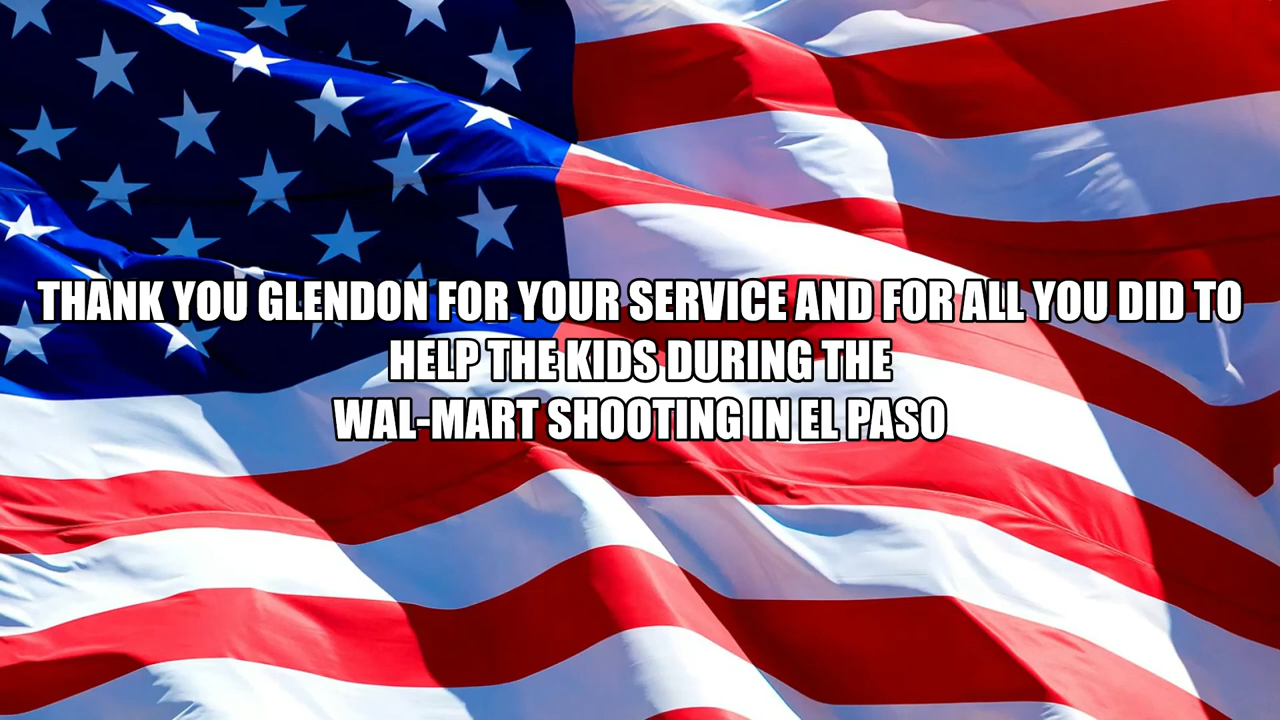 THANK YOU GLENDON FOR YOUR SERVICE AND FOR ALL YOU DID TO
HELP THE KIDS DURING THE
WAL-MART SHOOTING IN EL PASO